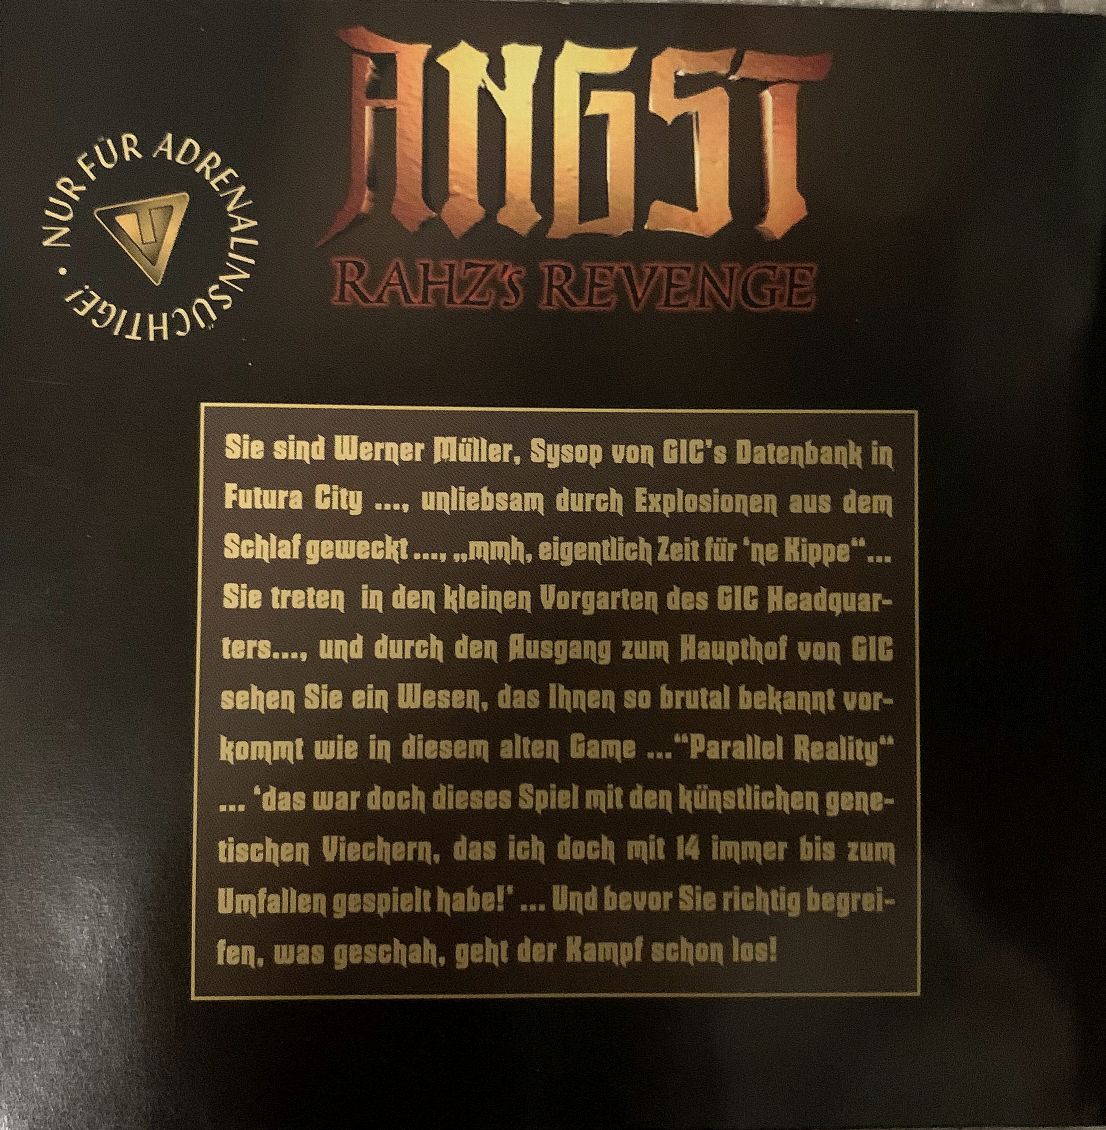 ANGST
RAHZ's REVENGE
NUR FÜR ADRENALINSÜCHTIGE! •
Sie sind Werner Müller, Sysop von GIC's Datenbank in
Futura City ..., unliebsam durch Explosionen aus dem
Schlaf geweckt ..., „mmh, eigentlich Zeit für 'ne Kippe“...
Sie treten in den kleinen Vorgarten des GIC Headquar-
ters..., und durch den Ausgang zum Haupthof von GIC
sehen Sie ein Wesen, das Ihnen so brutal bekannt vor-
kommt wie in diesem alten Game ...“Parallel Reality“
... 'das war doch dieses Spiel mit den künstlichen gene-
tischen Viechern, das ich doch mit 14 immer bis zum
Umfallen gespielt habe!' ... Und bevor Sie richtig begrei-
fen, was geschah, geht der Kampf schon los!